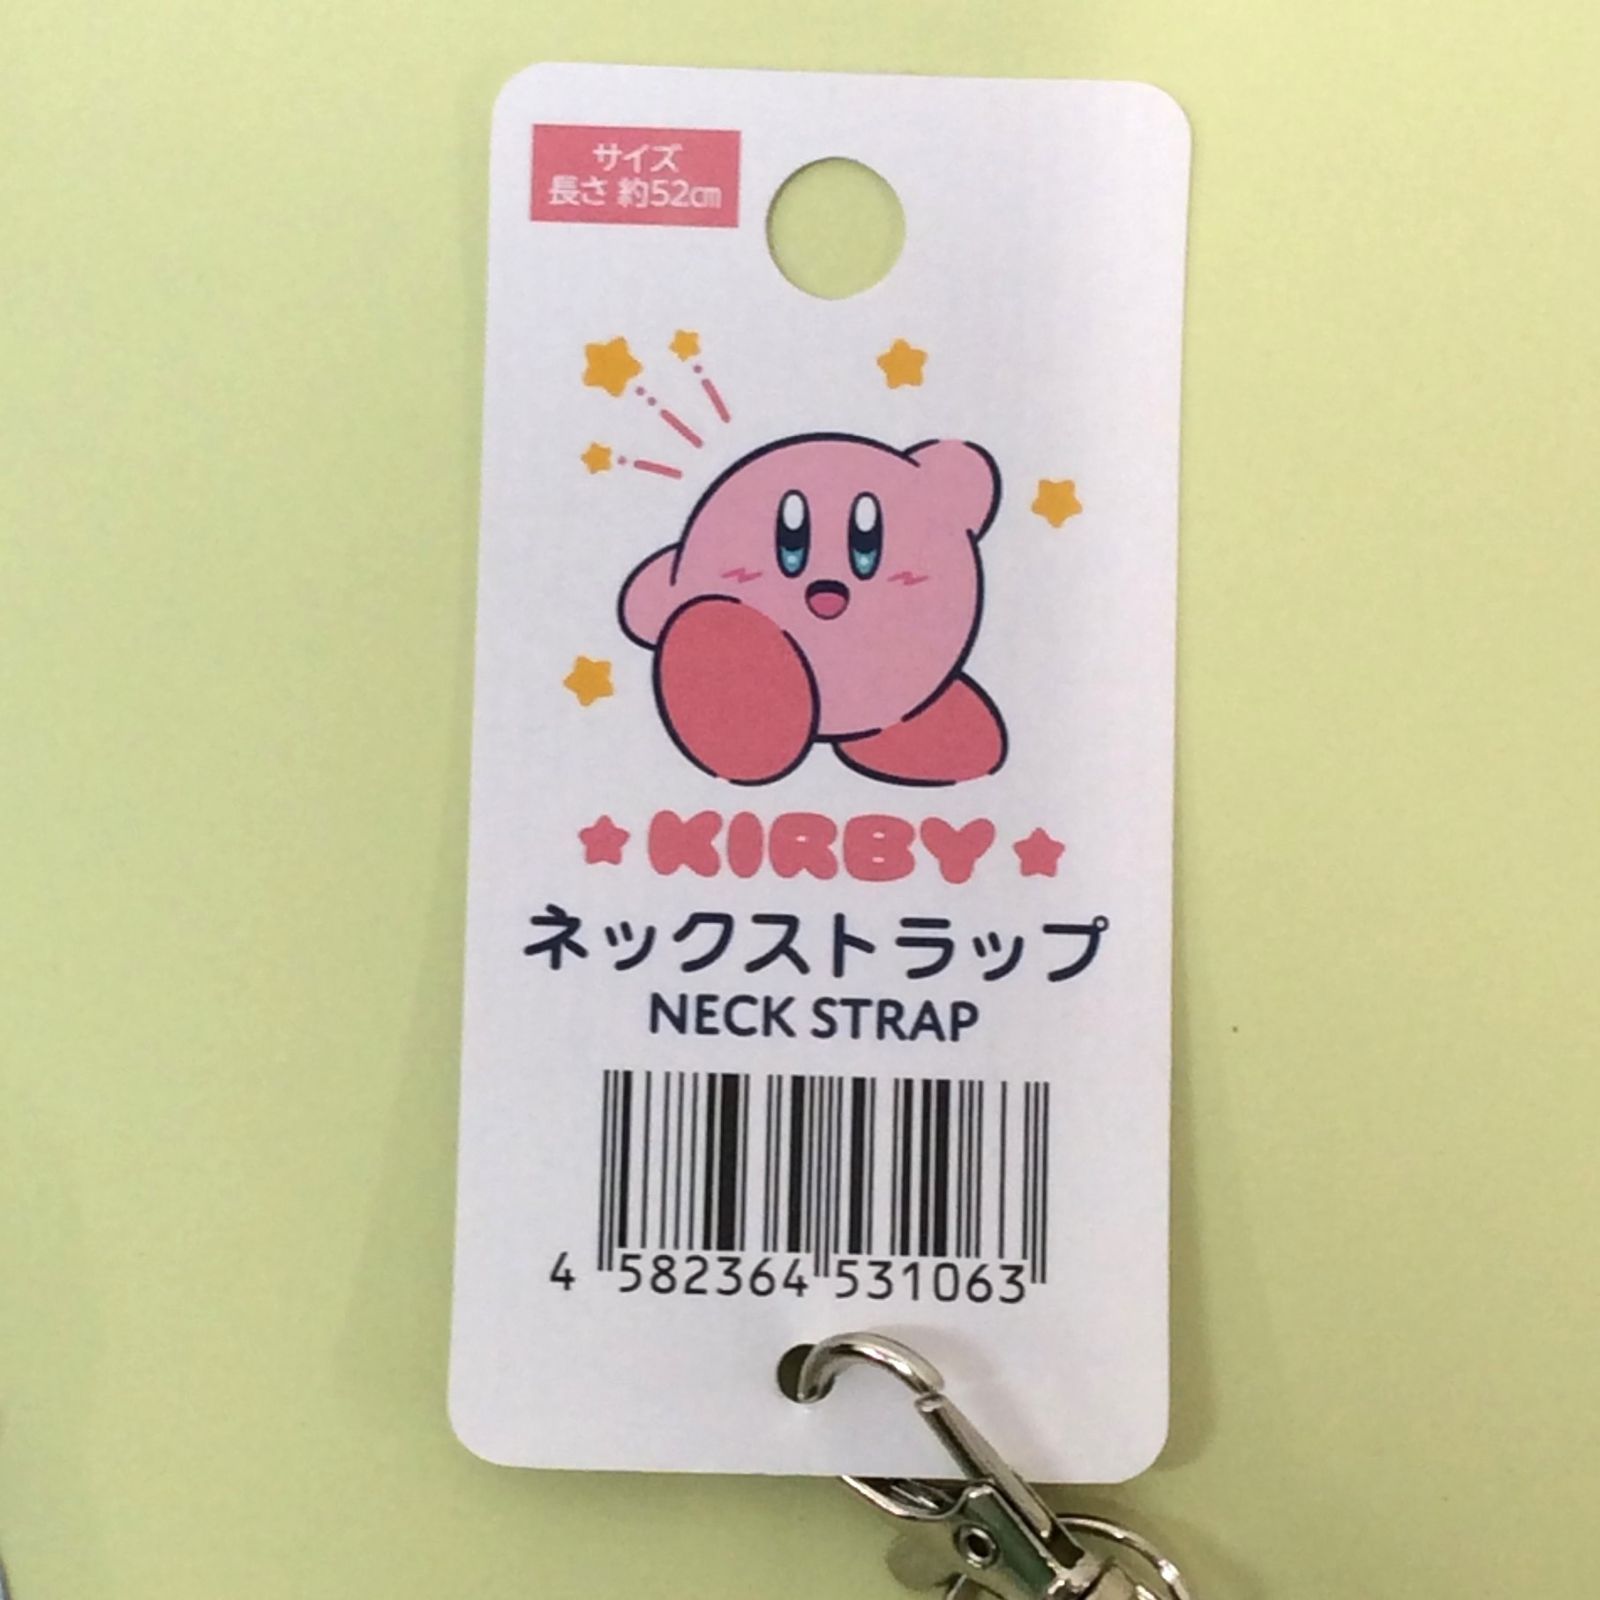 サイズ
長さ 約52㎝
KIRBY
ネックストラップ
NECK STRAP
4 582364 531063